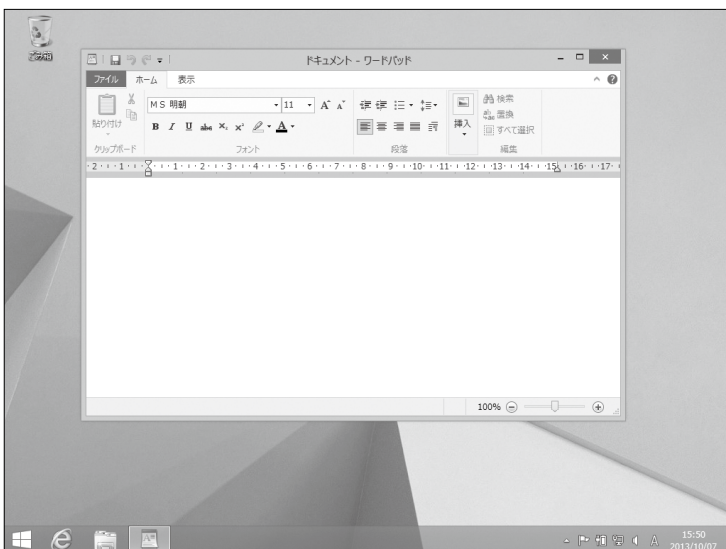 ごみ箱
ドキュメント - ワードパッド
ファイル ホーム 表示
貼り付け
MS 明朝 11 A A
B I U abc X₂ X² A
挿入
検索
置換
すべて選択
クリップボード フォント 段落 編集
2 1 1 2 3 4 5 6 7 8 9 10 11 12 13 14 15 16 17
100%
A 15:50
2013/10/07